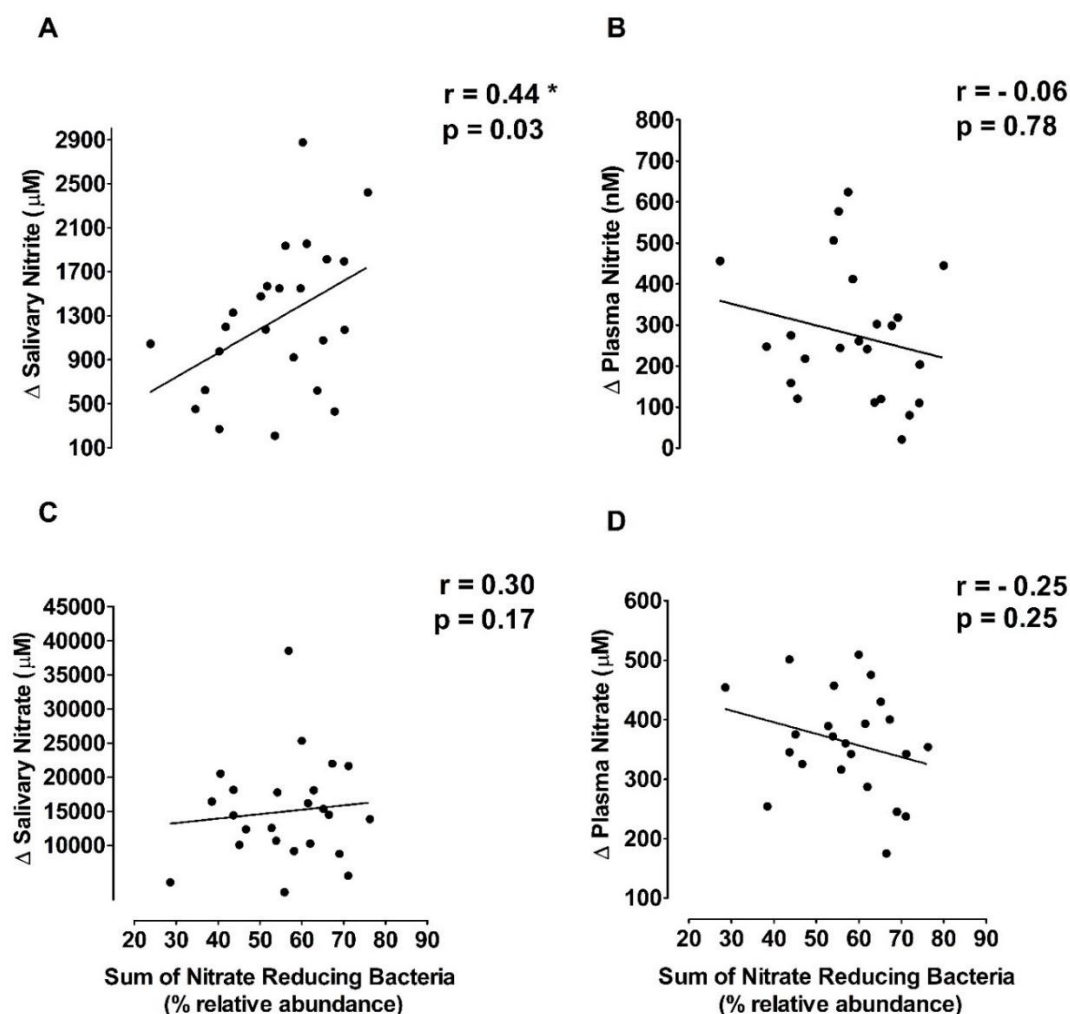 A
r = 0.44 *
p = 0.03
Δ Salivary Nitrite (μM)
2900
2500
2100
1700
1300
900
500
100
B
r = - 0.06
p = 0.78
Δ Plasma Nitrite (nM)
800
700
600
500
400
300
200
100
0
C
r = 0.30
p = 0.17
Δ Salivary Nitrate (μM)
45000
40000
35000
30000
25000
20000
15000
10000
20 30 40 50 60 70 80 90
Sum of Nitrate Reducing Bacteria
(% relative abundance)
D
r = - 0.25
p = 0.25
Δ Plasma Nitrate (μM)
600
500
400
300
200
100
20 30 40 50 60 70 80 90
Sum of Nitrate Reducing Bacteria
(% relative abundance)